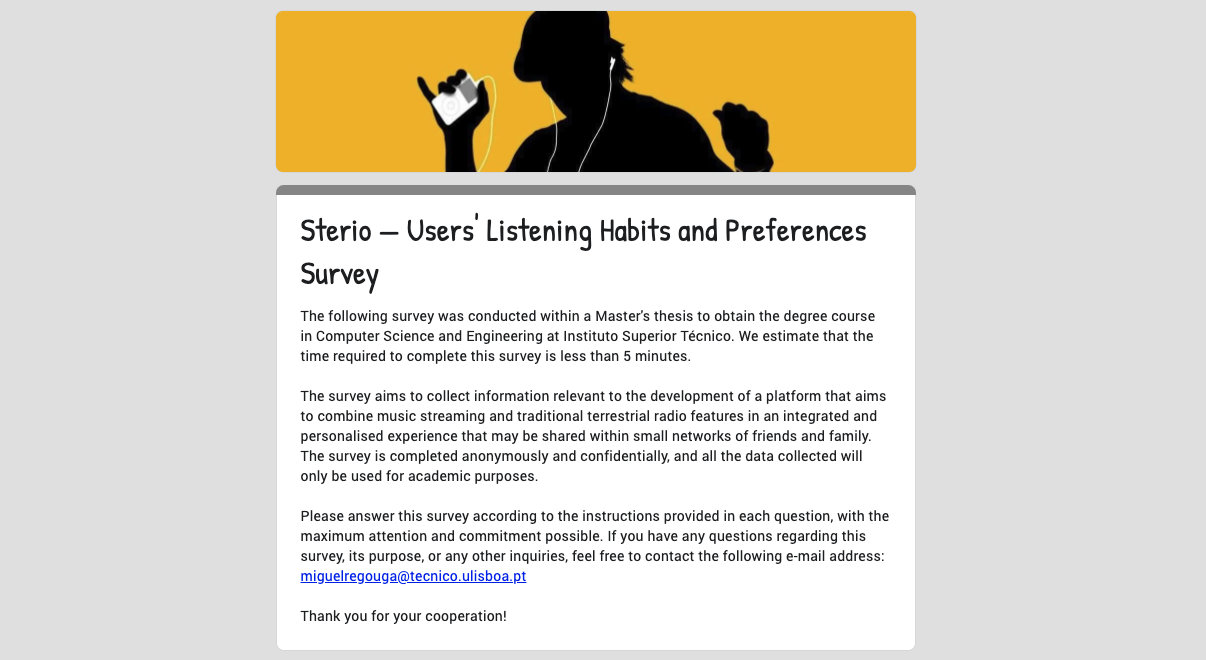 Sterio — Users' Listening Habits and Preferences
Survey
The following survey was conducted within a Master's thesis to obtain the degree course
in Computer Science and Engineering at Instituto Superior Técnico. We estimate that the
time required to complete this survey is less than 5 minutes.
The survey aims to collect information relevant to the development of a platform that aims
to combine music streaming and traditional terrestrial radio features in an integrated and
personalised experience that may be shared within small networks of friends and family.
The survey is completed anonymously and confidentially, and all the data collected will
only be used for academic purposes.
Please answer this survey according to the instructions provided in each question, with the
maximum attention and commitment possible. If you have any questions regarding this
survey, its purpose, or any other inquiries, feel free to contact the following e-mail address:
miguelregouga@tecnico.ulisboa.pt
Thank you for your cooperation!